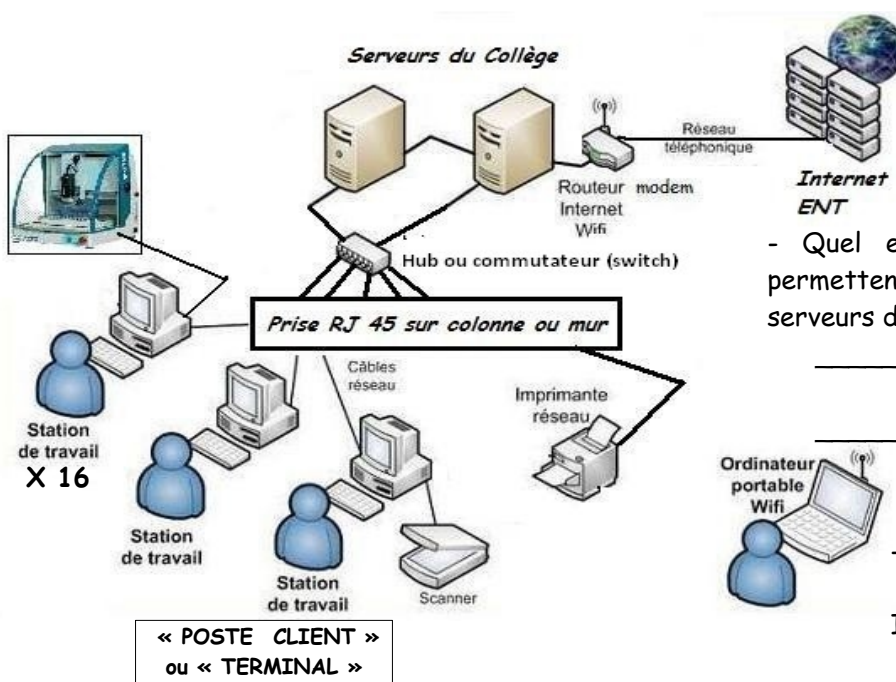 Serveurs du Collège
Réseau
téléphonique
Routeur modem
Internet
Wifi
Internet
ENT
Hub ou commutateur (switch)
- Quel e
permetten
serveurs d
Prise RJ 45 sur colonne ou mur
Câbles
réseau
Imprimante
réseau
Station
de travail
X 16
Station
de travail
Station
de travail
Scanner
Ordinateur
portable
Wifi
-
I
« POSTE CLIENT »
ou « TERMINAL »